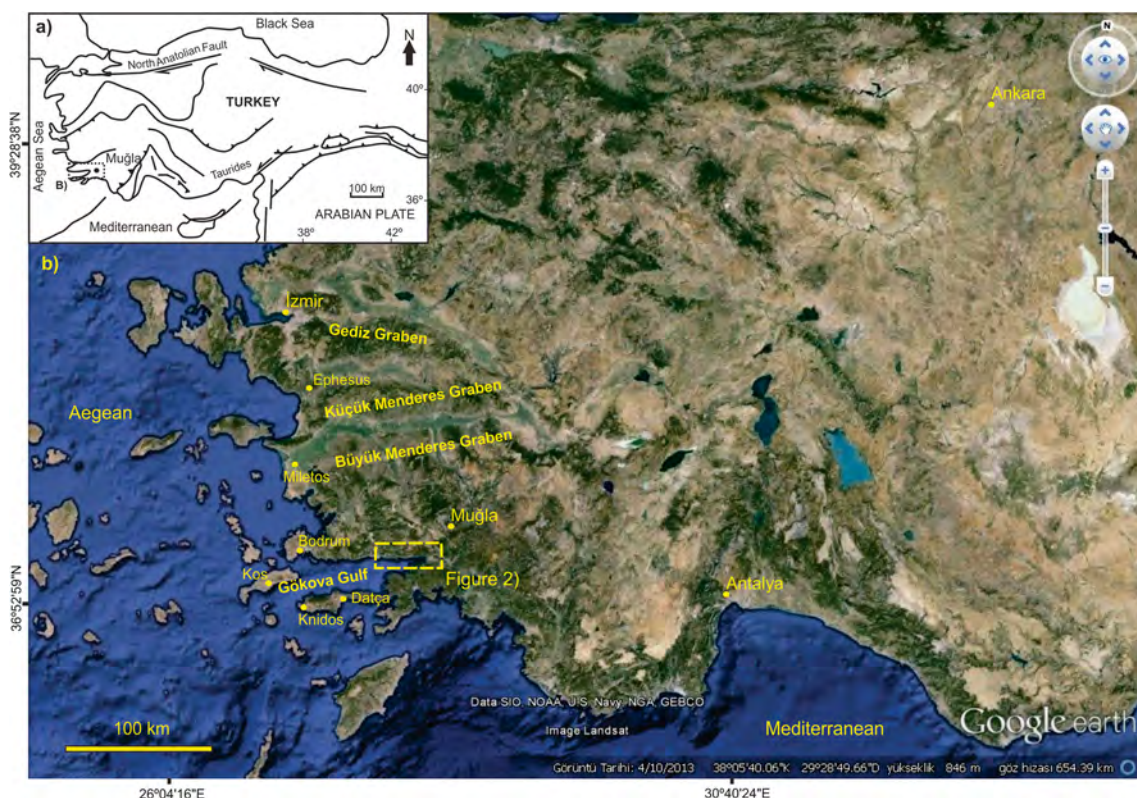 a)
Black Sea
N
North Anatolian Fault
40°
TURKEY
Aegean Sea
Muğla
B)
Taurides
100 km
36°
Mediterranean
ARABIAN PLATE
38°
42°
39°28'38"N
b)
N
Ankara
İzmir
Gediz Graben
Ephesus
Aegean
Küçük Menderes Graben
Büyük Menderes Graben
Miletos
Muğla
Bodrum
Kos
Gökova Gulf
Figure 2)
Datça
Knidos
Antalya
36°52'59"N
Data SIO, NOAA, U.S. Navy, NGA, GEBCO
Image Landsat
100 km
Mediterranean
Google earth
Görüntü Tarihi: 4/10/2013 38°05'40.06"K 29°28'49.66"D yükseklik 846 m göz hizası 654.39 km
26°04'16"E
30°40'24"E